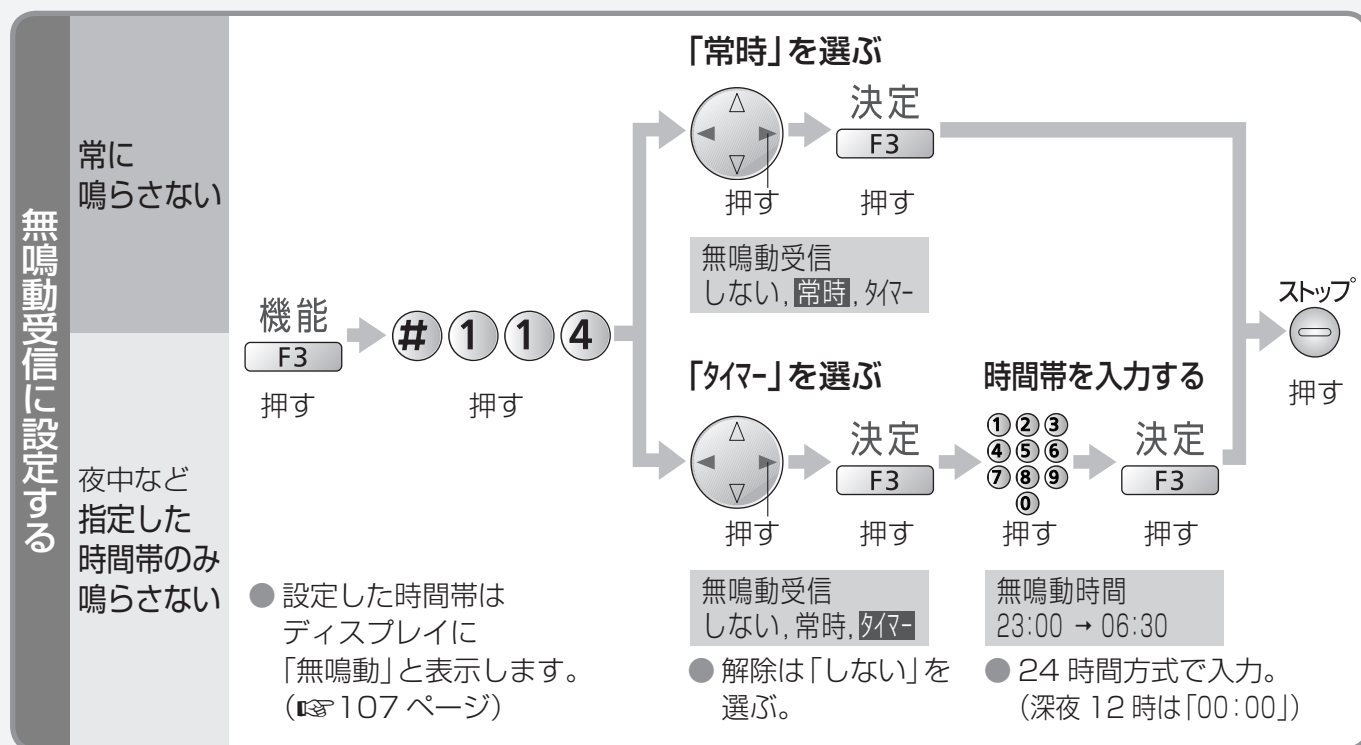 無鳴動受信に設定する
常に
鳴らさない
夜中など
指定した
時間帯のみ
鳴らさない
機能
F3
押す
# 1 1 4
押す
「常時」を選ぶ
決定
F3
押す
押す
無鳴動受信
しない, 常時, ﾀｲﾏｰ
「ﾀｲﾏｰ」を選ぶ
決定
F3
押す
押す
無鳴動受信
しない, 常時, ﾀｲﾏｰ
● 解除は「しない」を
選ぶ。
時間帯を入力する
1 2 3
4 5 6
7 8 9
0
押す
決定
F3
押す
無鳴動時間
23:00 → 06:30
● 24 時間方式で入力。
(深夜 12 時は「00:00」)
ストップ
押す
● 設定した時間帯は
ディスプレイに
「無鳴動」と表示します。
(☞107 ページ)